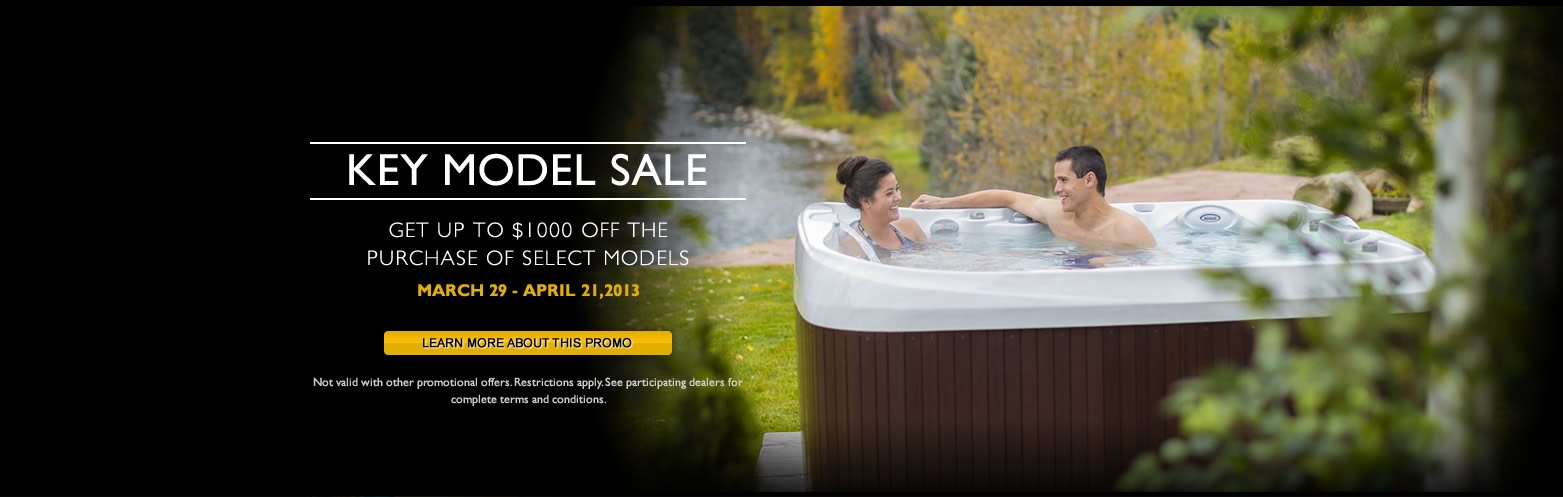 KEY MODEL SALE
GET UP TO $1000 OFF THE
PURCHASE OF SELECT MODELS
MARCH 29 - APRIL 21,2013
LEARN MORE ABOUT THIS PROMO
Not valid with other promotional offers. Restrictions apply. See participating dealers for
complete terms and conditions.